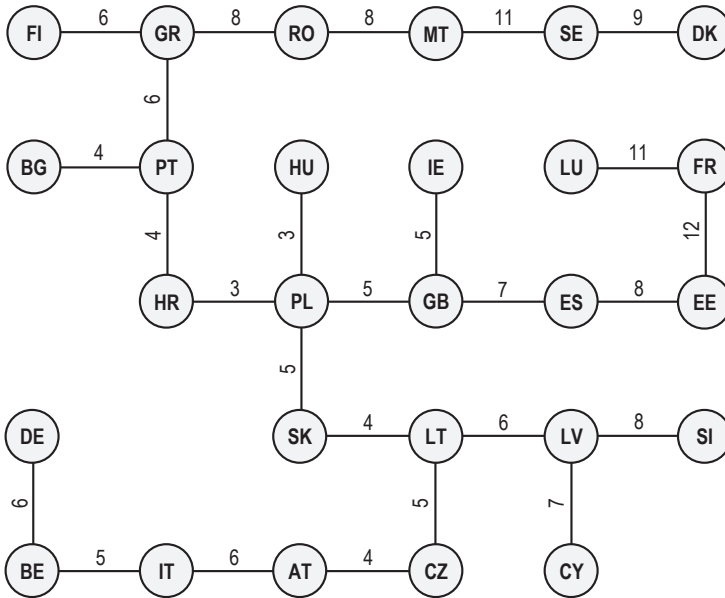 6 8 8 11 9
FI GR RO MT SE DK
6
4 11
BG PT HU IE LU FR
4 3 5 12
3 5 7 8
HR PL GB ES EE
5
4 6 8
DE SK LT LV SI
6 5 7
5 6 4
BE IT AT CZ CY